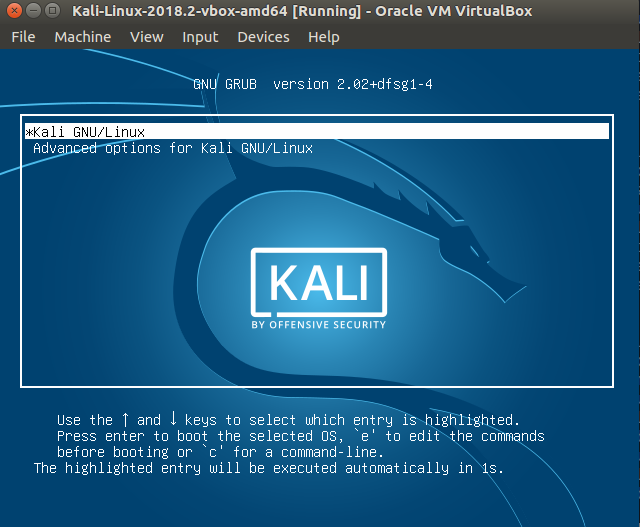 Kali-Linux-2018.2-vbox-amd64 [Running] - Oracle VM VirtualBox
File Machine View Input Devices Help
GNU GRUB version 2.02+dfsg1-4
*Kali GNU/Linux
Advanced options for Kali GNU/Linux
KALI
BY OFFENSIVE SECURITY
Use the ↑ and ↓ keys to select which entry is highlighted.
Press enter to boot the selected OS, `e' to edit the commands
before booting or `c' for a command-line.
The highlighted entry will be executed automatically in 1s.